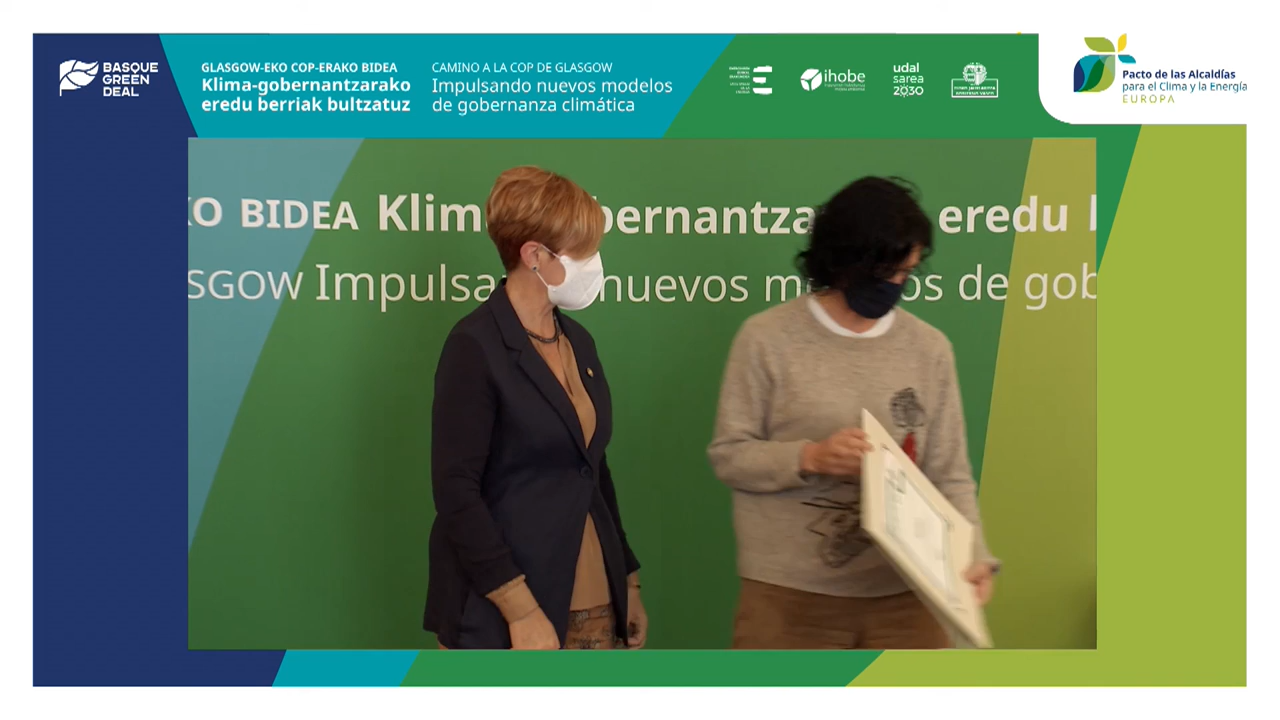 BASQUE
GREEN
DEAL
GLASGOW-EKO COP-ERAKO BIDEA
Klima-gobernantzarako
eredu berriak bultzatuz
CAMINO A LA COP DE GLASGOW
Impulsando nuevos modelos
de gobernanza climática
ihobe
udal
sarea
2030
Pacto de las Alcaldías
para el Clima y la Energía
EUROPA
KO BIDEA Klim bernantza eredu
SGOW Impulsa nuevos m os de gob